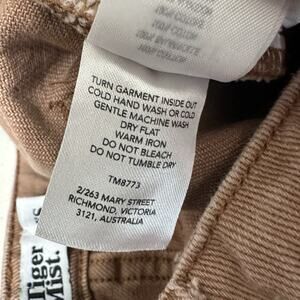 TURN GARMENT INSIDE OUT
COLD HAND WASH OR COLD
GENTLE MACHINE WASH
DRY FLAT
WARM IRON
DO NOT BLEACH
DO NOT TUMBLE DRY
TM8773
2/263 MARY STREET
RICHMOND, VICTORIA
3121, AUSTRALIA
Tiger
Mist.